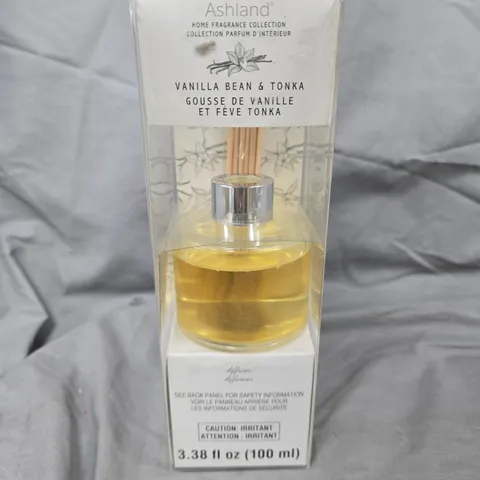 Ashland®
HOME FRAGRANCE COLLECTION
COLLECTION PARFUM D'INTÉRIEUR
VANILLA BEAN & TONKA
GOUSSE DE VANILLE
ET FÈVE TONKA
diffuser
diffuseur
SEE BACK PANEL FOR SAFETY INFORMATION
VOIR LE PANNEAU ARRIÈRE POUR
LES INFORMATIONS DE SÉCURITÉ
CAUTION: IRRITANT
ATTENTION : IRRITANT
3.38 fl oz (100 ml)